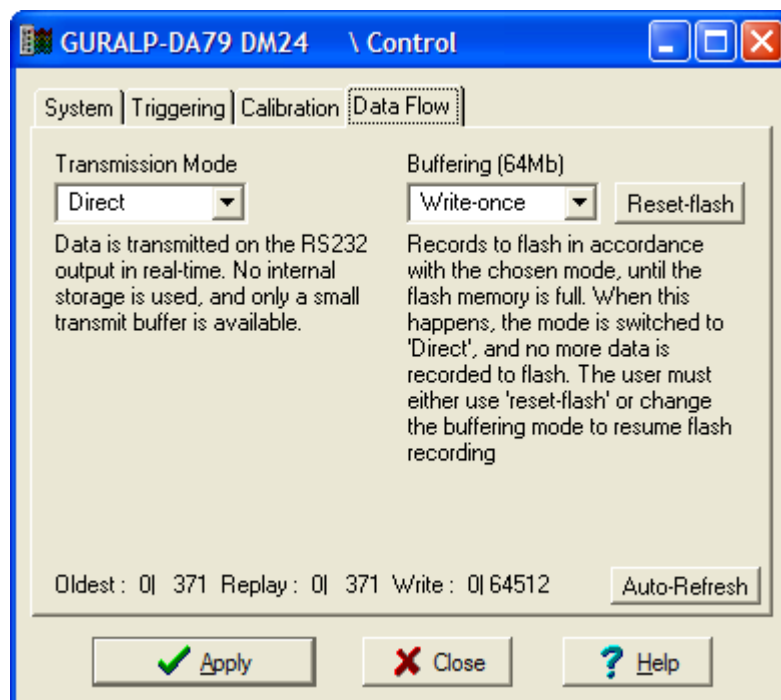 GURALP-DA79 DM24 \ Control
System Triggering Calibration Data Flow
Transmission Mode
Direct
Data is transmitted on the RS232
output in real-time. No internal
storage is used, and only a small
transmit buffer is available.
Buffering (64Mb)
Write-once Reset-flash
Records to flash in accordance
with the chosen mode, until the
flash memory is full. When this
happens, the mode is switched to
'Direct', and no more data is
recorded to flash. The user must
either use 'reset-flash' or change
the buffering mode to resume flash
recording
Oldest : 0| 371 Replay : 0| 371 Write : 0| 64512 Auto-Refresh
Apply Close Help